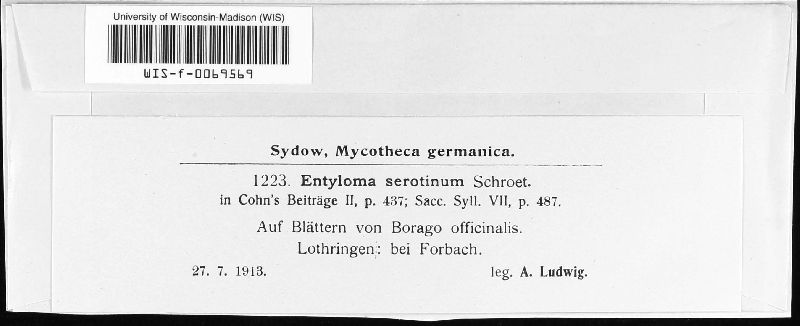 University of Wisconsin-Madison (WIS)
WIS-f-0069569
Sydow, Mycotheca germanica.
1223. Entyloma serotinum Schroet.
in Cohn's Beiträge II, p. 437; Sacc. Syll. VII, p. 487.
Auf Blättern von Borago officinalis.
Lothringen: bei Forbach.
27. 7. 1913. leg. A. Ludwig.